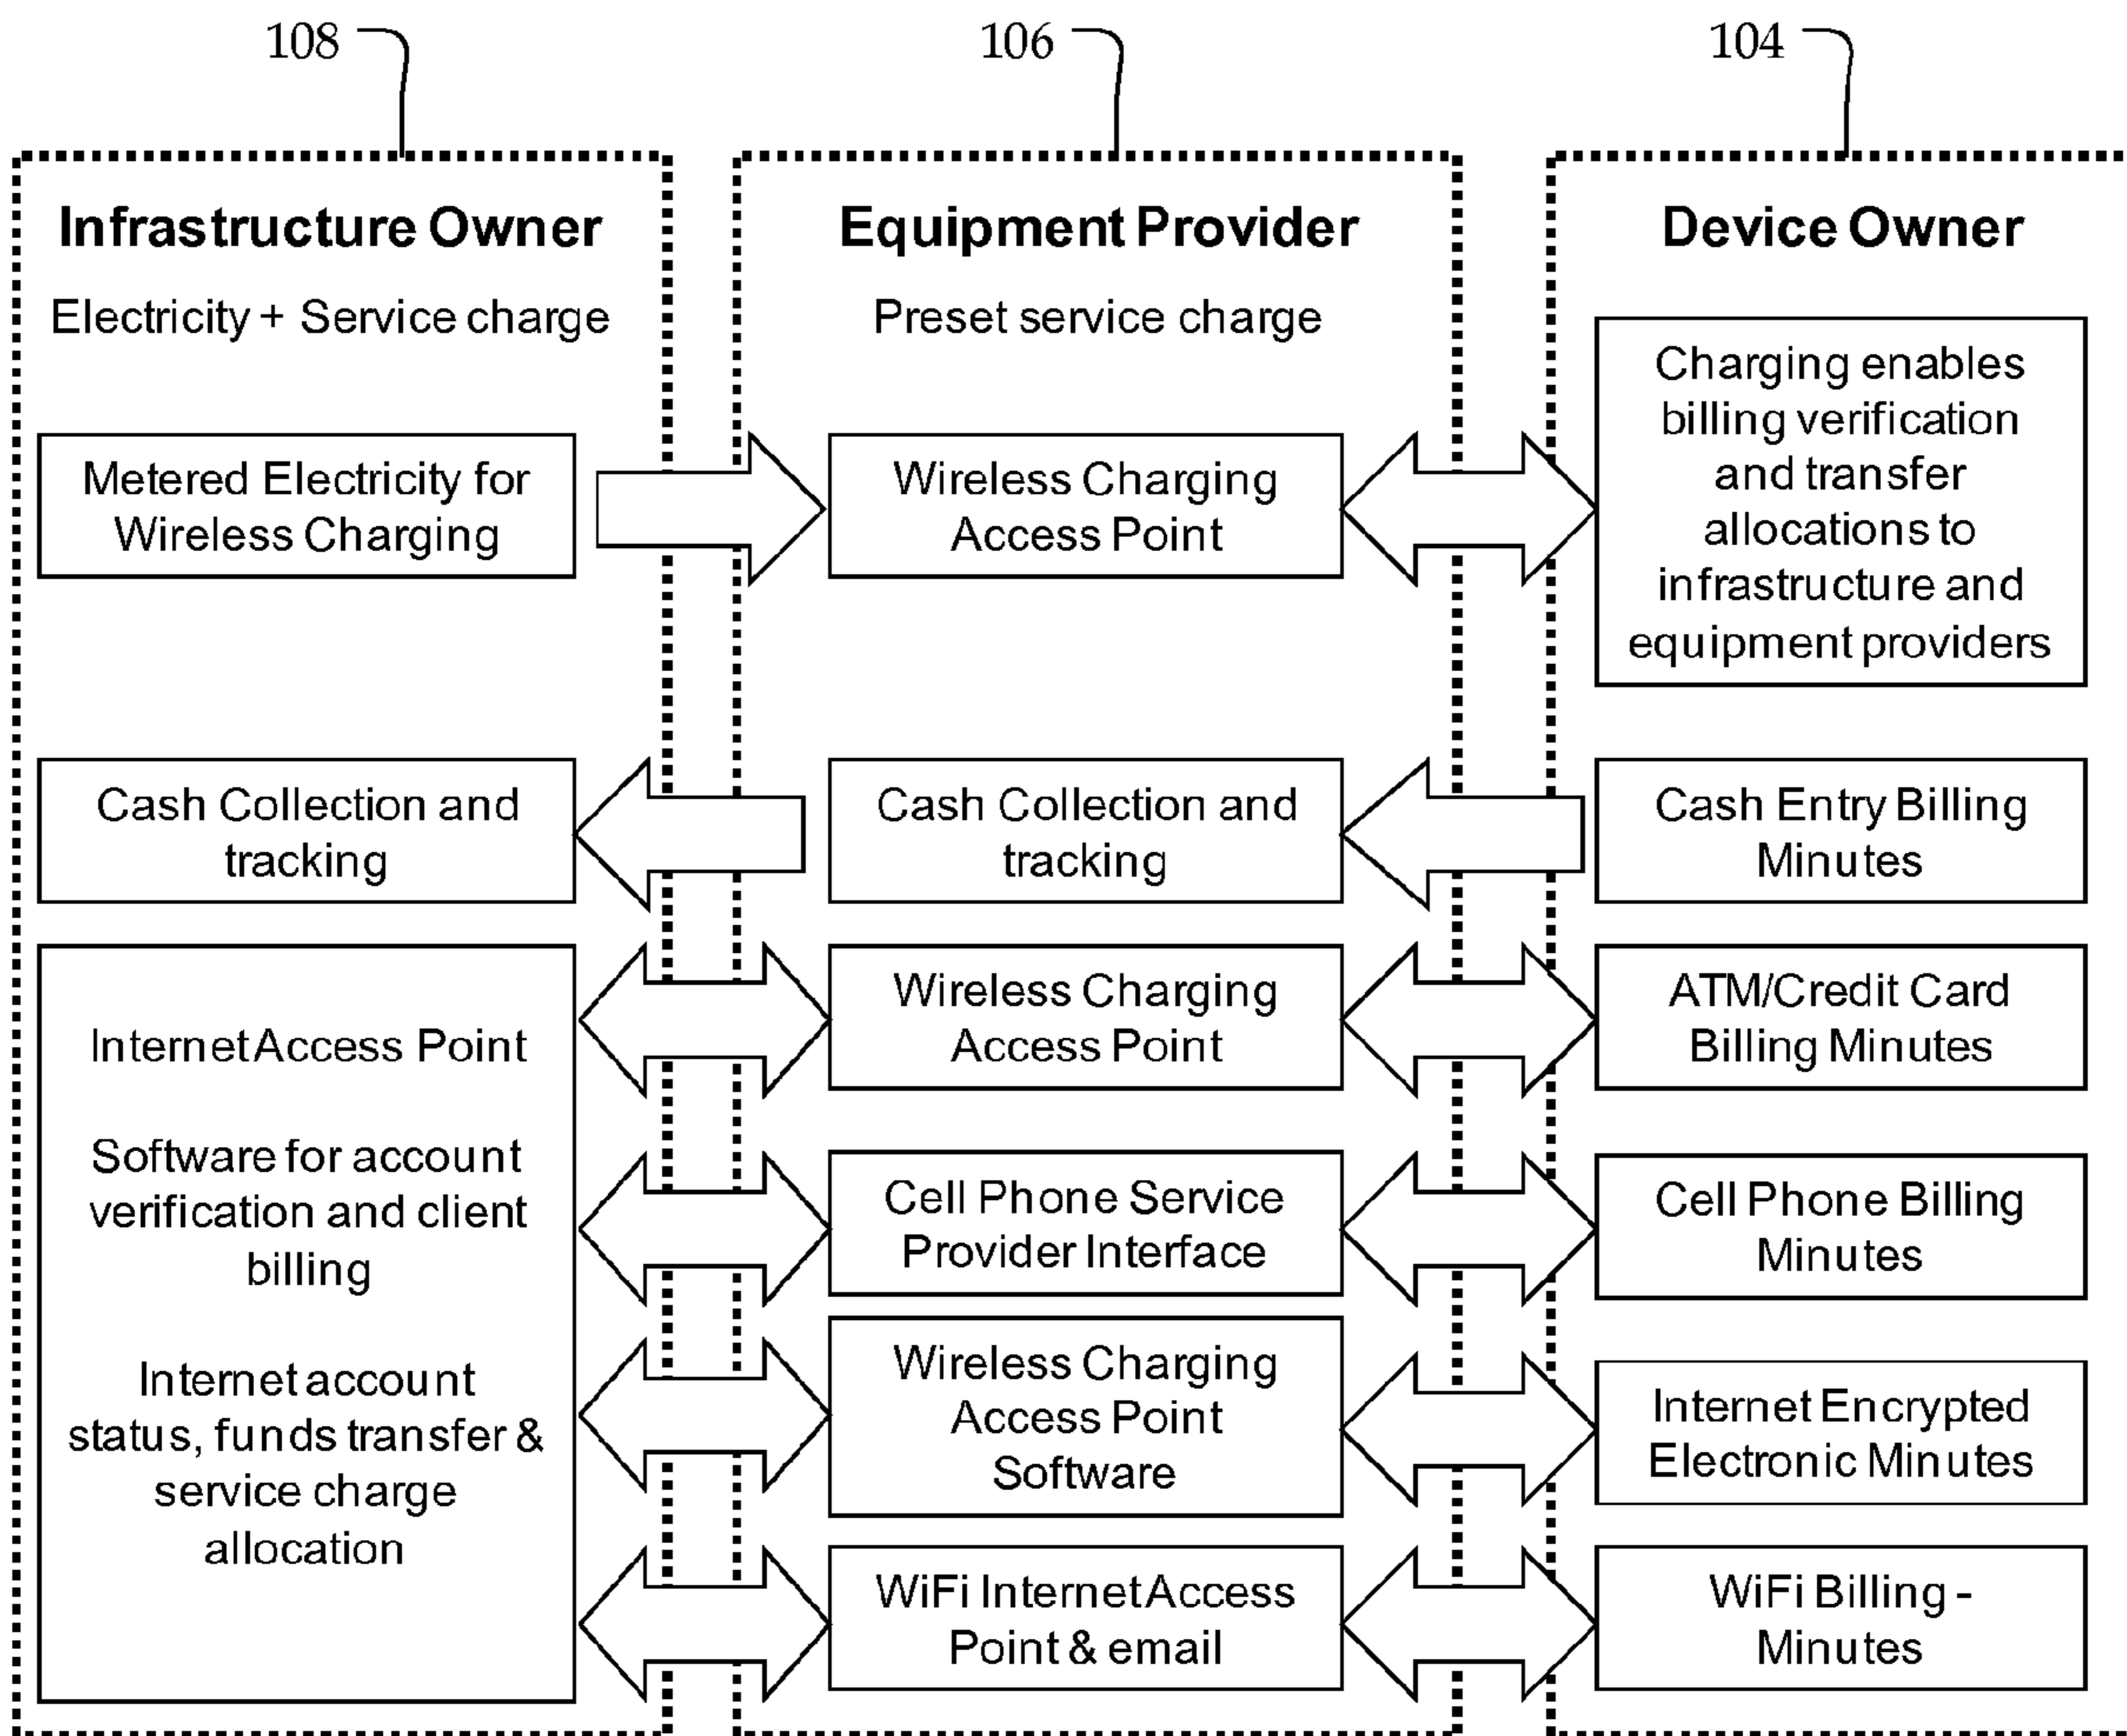 108
106
104
Infrastructure Owner
Electricity + Service charge
Metered Electricity for
Wireless Charging
Cash Collection and
tracking
Internet Access Point
Software for account
verification and client
billing
Internet account
status, funds transfer &
service charge
allocation
Equipment Provider
Preset service charge
Wireless Charging
Access Point
Cash Collection and
tracking
Wireless Charging
Access Point
Cell Phone Service
Provider Interface
Wireless Charging
Access Point
Software
WiFi Internet Access
Point & email
Device Owner
Charging enables
billing verification
and transfer
allocations to
infrastructure and
equipment providers
Cash Entry Billing
Minutes
ATM/Credit Card
Billing Minutes
Cell Phone Billing
Minutes
Internet Encrypted
Electronic Minutes
WiFi Billing -
Minutes